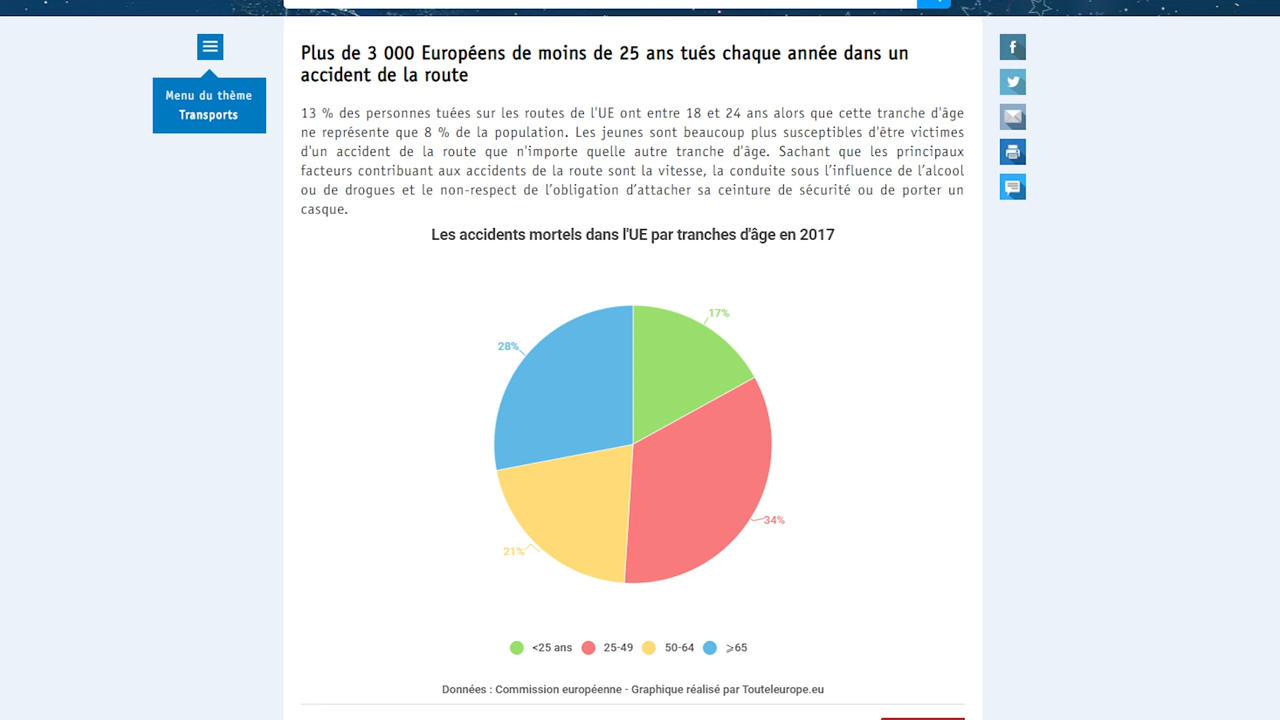 Plus de 3 000 Européens de moins de 25 ans tués chaque année dans un
accident de la route
Menu du thème
Transports
13 % des personnes tuées sur les routes de l'UE ont entre 18 et 24 ans alors que cette tranche d'âge
ne représente que 8 % de la population. Les jeunes sont beaucoup plus susceptibles d'être victimes
d'un accident de la route que n'importe quelle autre tranche d'âge. Sachant que les principaux
facteurs contribuant aux accidents de la route sont la vitesse, la conduite sous l’influence de l’alcool
ou de drogues et le non-respect de l’obligation d’attacher sa ceinture de sécurité ou de porter un
casque.
Les accidents mortels dans l'UE par tranches d'âge en 2017
17%
28%
34%
21%
<25 ans 25-49 50-64 ⩾65
Données : Commission européenne - Graphique réalisé par Touteleurope.eu